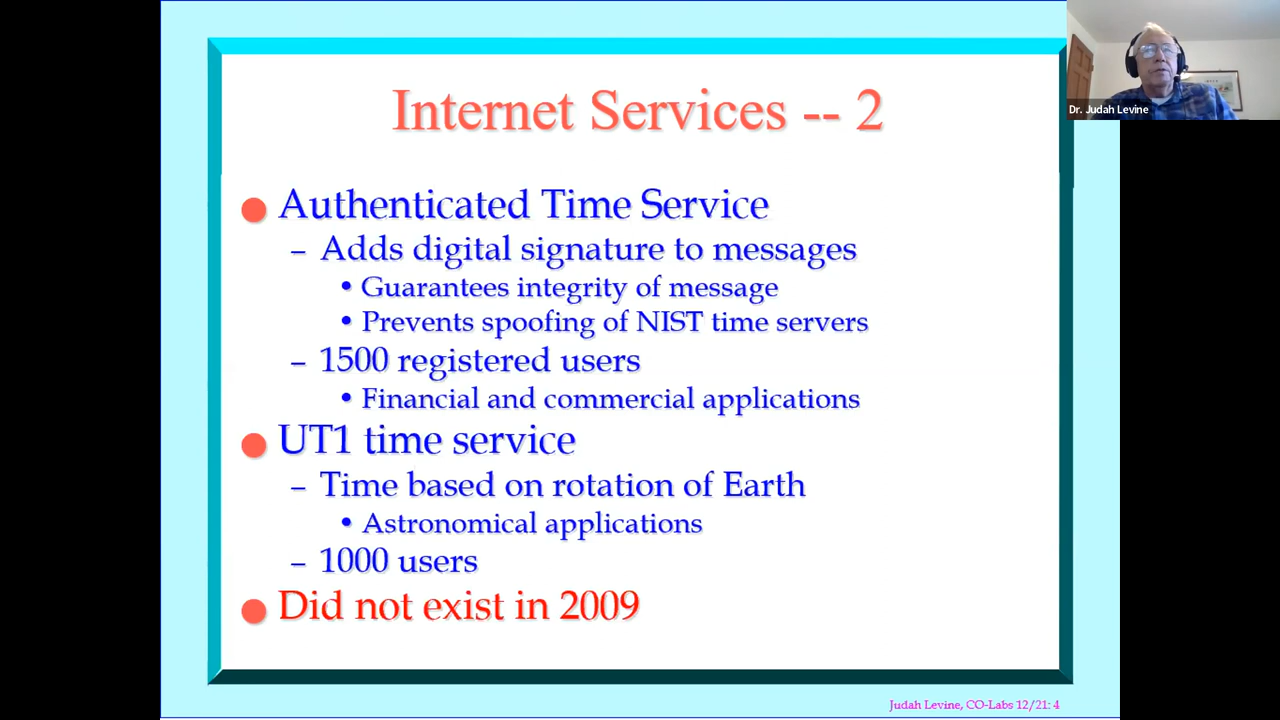 Internet Services -- 2
Authenticated Time Service
– Adds digital signature to messages
• Guarantees integrity of message
• Prevents spoofing of NIST time servers
– 1500 registered users
• Financial and commercial applications
UT1 time service
– Time based on rotation of Earth
• Astronomical applications
– 1000 users
Did not exist in 2009
Judah Levine, CO-Labs 12/21: 4
Dr. Judah Levine